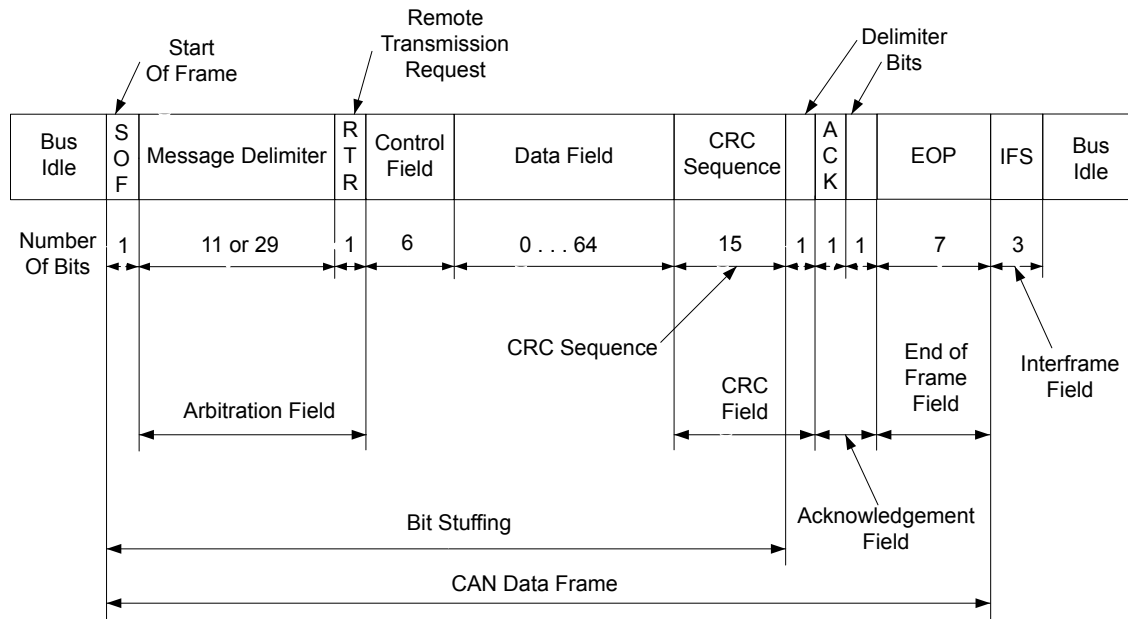 Start
Of Frame
Remote
Transmission
Request
Delimiter
Bits
Bus
Idle
S
O
F
Message Delimiter
R
T
R
Control
Field
Data Field
CRC
Sequence
A
C
K
EOP
IFS
Bus
Idle
Number
Of Bits
1
11 or 29
1
6
0 . . . 64
15
1
1
1
7
3
CRC Sequence
Arbitration Field
CRC
Field
End of
Frame
Field
Interframe
Field
Bit Stuffing
Acknowledgement
Field
CAN Data Frame